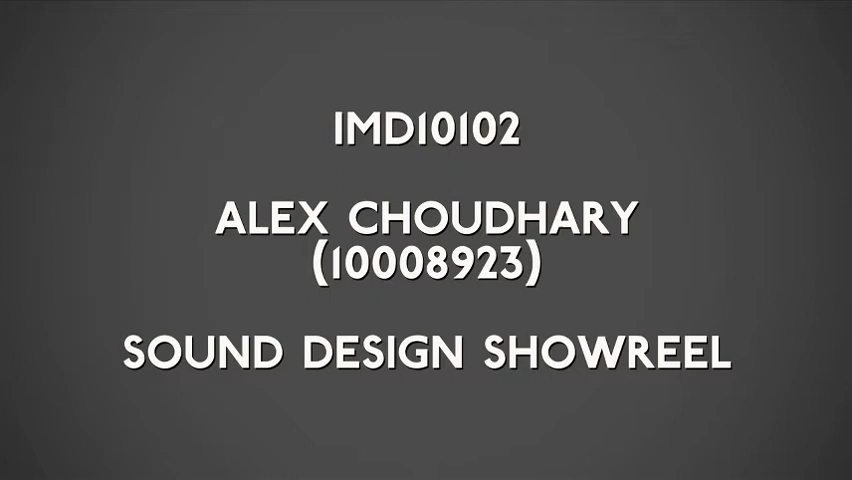 IMD10102
ALEX CHOUDHARY
(10008923)
SOUND DESIGN SHOWREEL